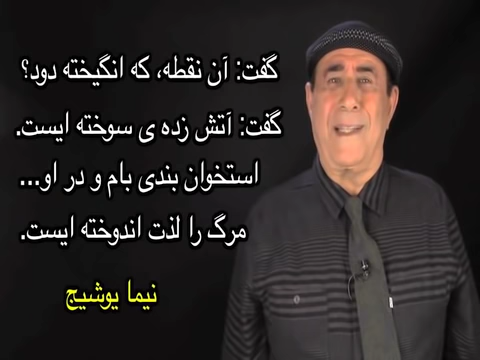 گفت: آن نقطه، که انگیخته دود؟
گفت: آتش زده ی سوخته ایست.
استخوان بندی بام و در او...
مرگ را لذت اندوخته ایست.
نیما یوشیج